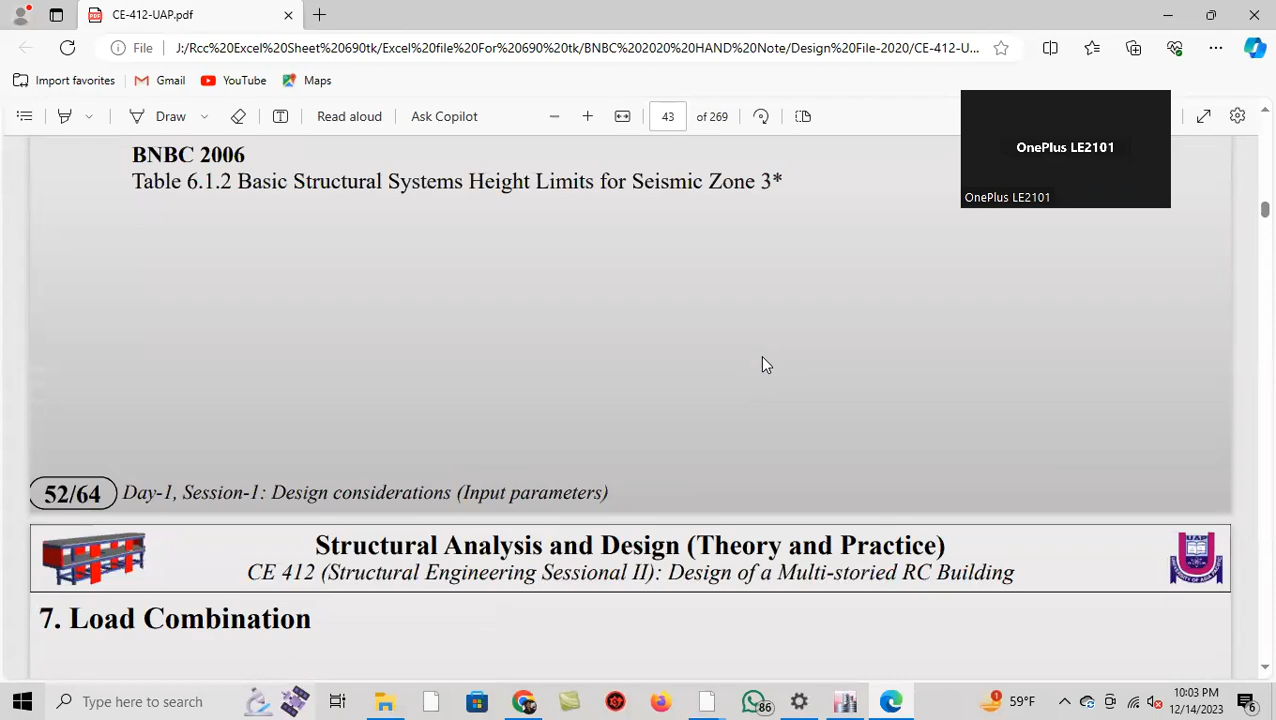 CE-412-UAP.pdf
File
J:/Rcc%20Excel%20Sheet%20690tk/Excel%20file%20For%20690%20tk/BNBC%202020%20HAND%20Note/Design%20File-2020/CE-412-U...
Import favorites
Gmail
YouTube
Maps
Draw
Read aloud
Ask Copilot
43
of 269
OnePlus LE2101
OnePlus LE2101
BNBC 2006
Table 6.1.2 Basic Structural Systems Height Limits for Seismic Zone 3*
52/64
Day-1, Session-1: Design considerations (Input parameters)
Structural Analysis and Design (Theory and Practice)
CE 412 (Structural Engineering Sessional II): Design of a Multi-storied RC Building
UAP
7. Load Combination
Type here to search
86
1
59°F
10:03 PM
12/14/2023
6